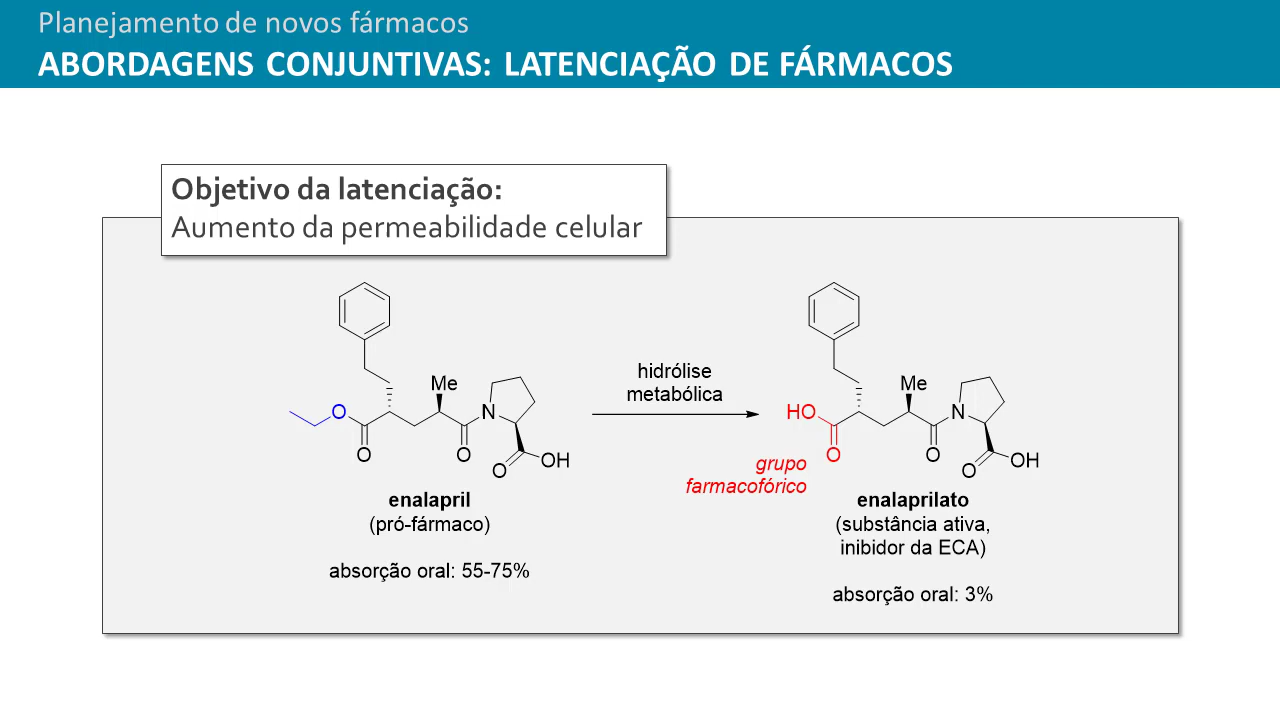 Planejamento de novos fármacos
ABORDAGENS CONJUNTIVAS: LATENCIAÇÃO DE FÁRMACOS
Objetivo da latenciação:
Aumento da permeabilidade celular
Me
O
N
O
O
O
OH
enalapril
(pró-fármaco)
absorção oral: 55-75%
hidrólise
metabólica
Me
HO
N
O
O
O
OH
grupo
farmacofórico
enalaprilato
(substância ativa,
inibidor da ECA)
absorção oral: 3%